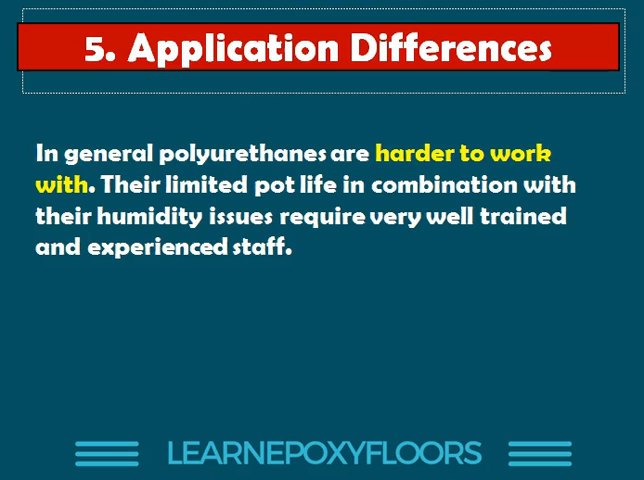 5. Application Differences
In general polyurethanes are harder to work
with. Their limited pot life in combination with
their humidity issues require very well trained
and experienced staff.
LEARNEPOXYFLOORS